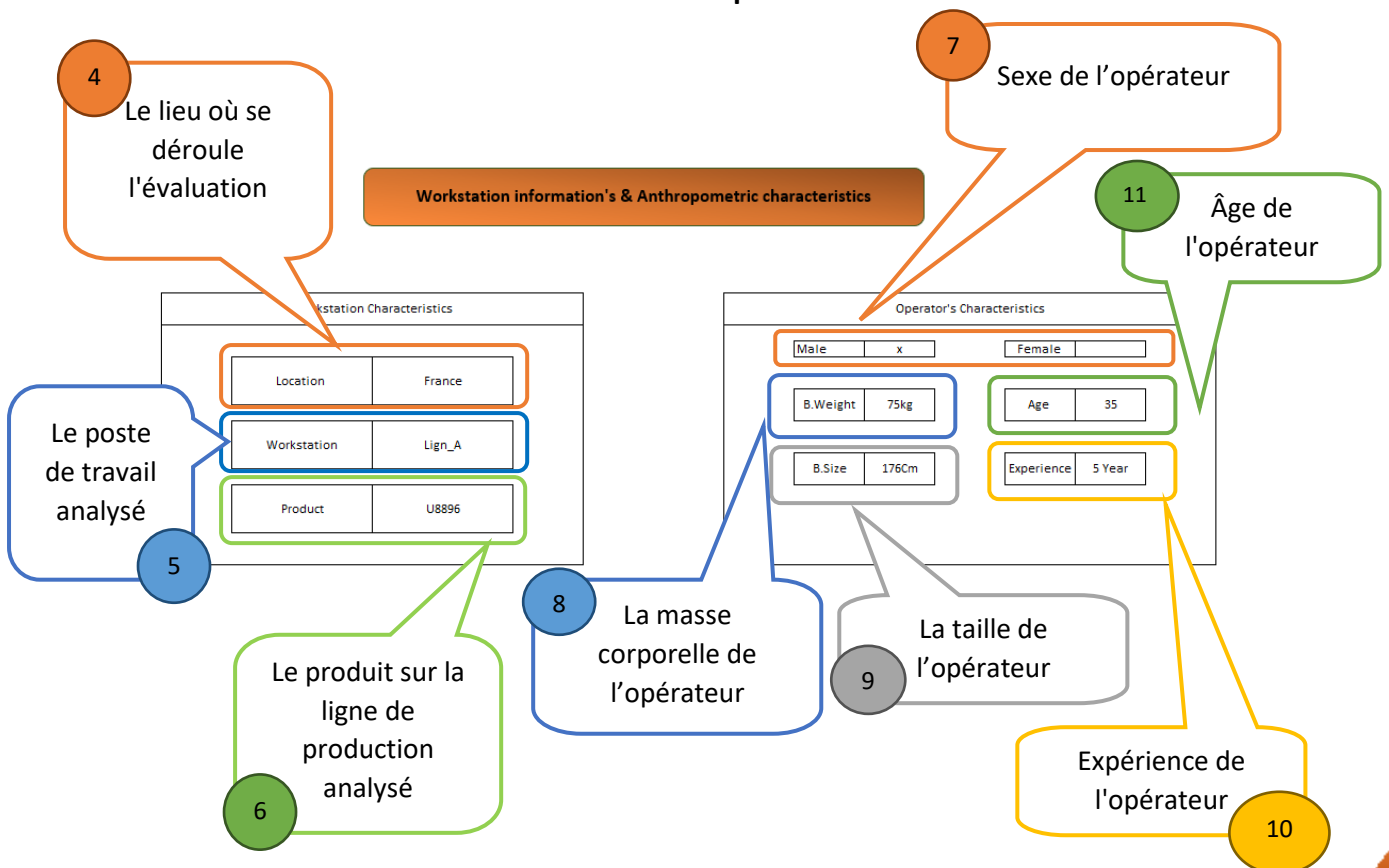 4
Le lieu où se
déroule
l'évaluation
7
Sexe de l’opérateur
Workstation information's & Anthropometric characteristics
11
Âge de
l'opérateur
kstation Characteristics
Location France
Workstation Lign_A
Product U8896
Operator's Characteristics
Male x Female
B.Weight 75kg Age 35
B.Size 176Cm Experience 5 Year
Le poste
de travail
analysé
5
8
La masse
corporelle de
l’opérateur
La taille de
l’opérateur
9
Le produit sur la
ligne de
production
analysé
6
Expérience de
l'opérateur
10